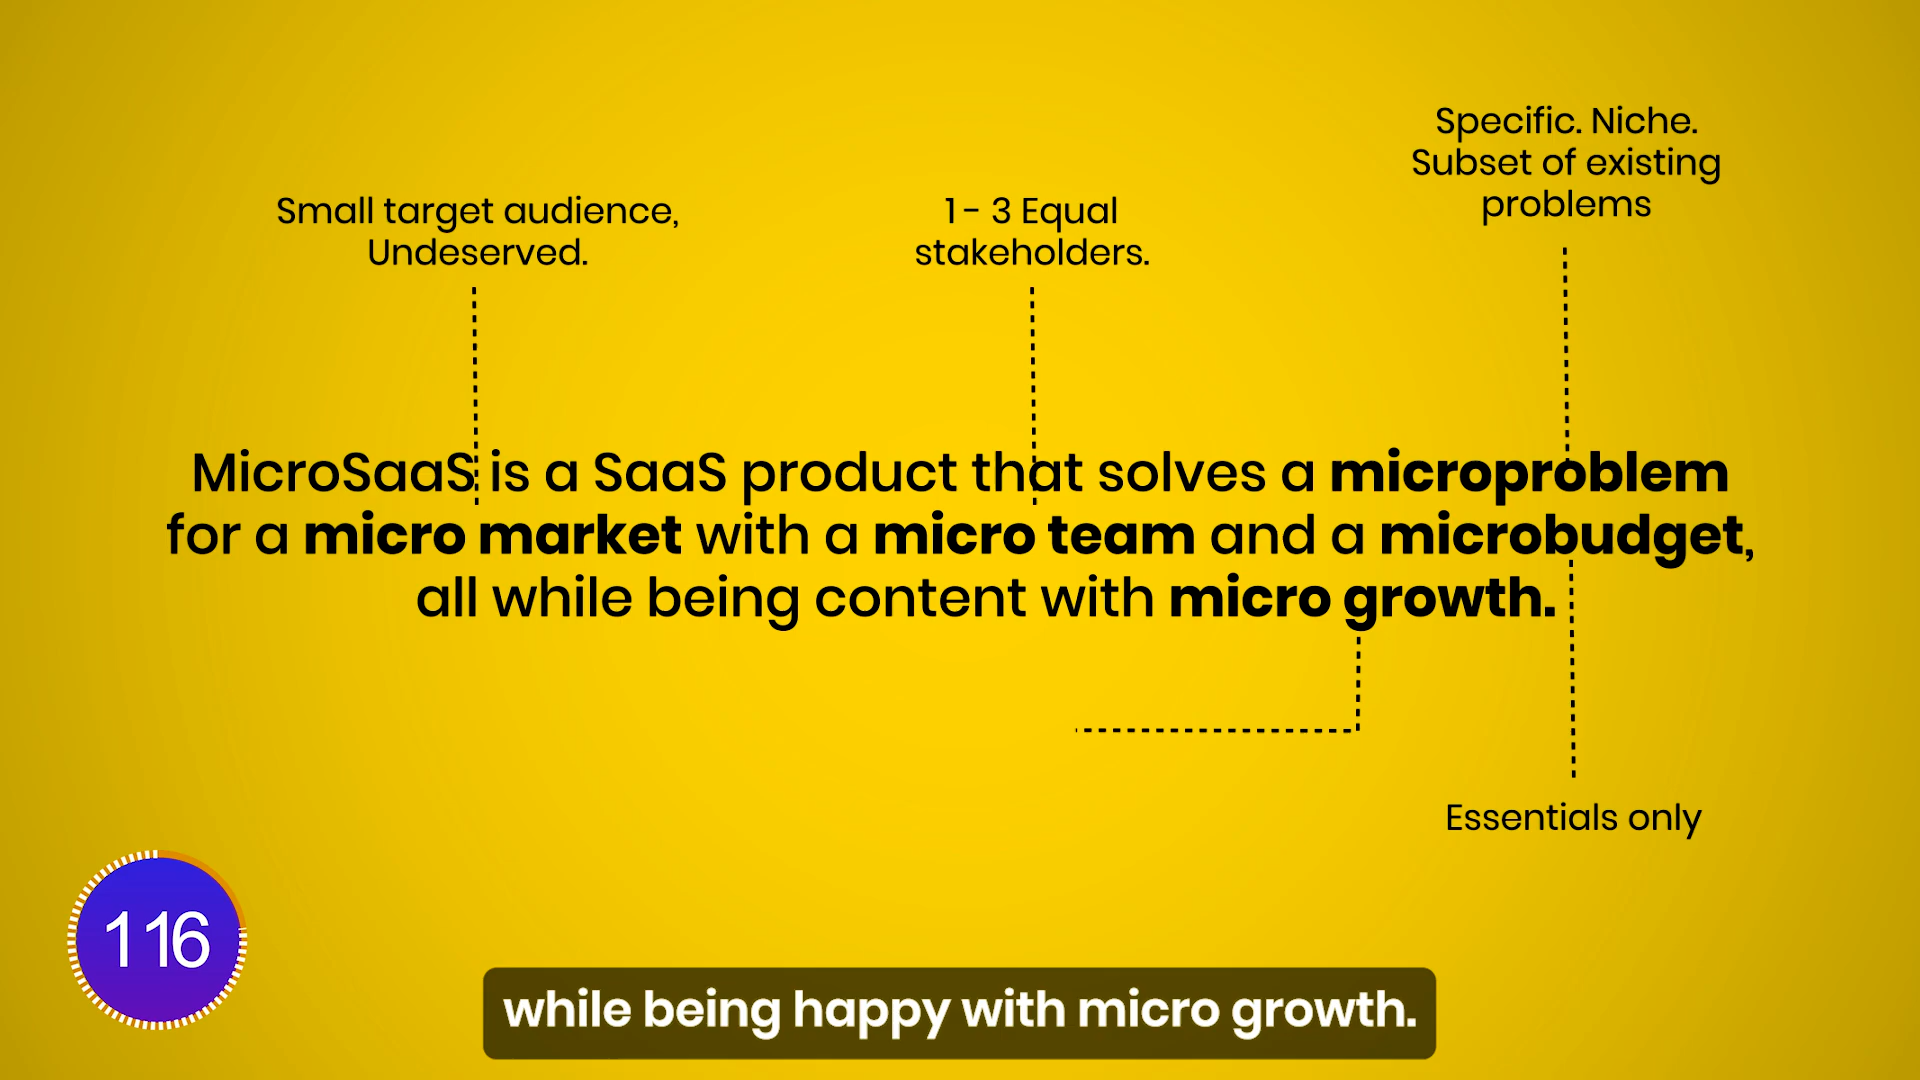 Specific. Niche.
Subset of existing
problems
Small target audience,
Undeserved.
1 - 3 Equal
stakeholders.
MicroSaaS is a SaaS product that solves a microproblem
for a micro market with a micro team and a microbudget,
all while being content with micro growth.
Essentials only
116
while being happy with micro growth.